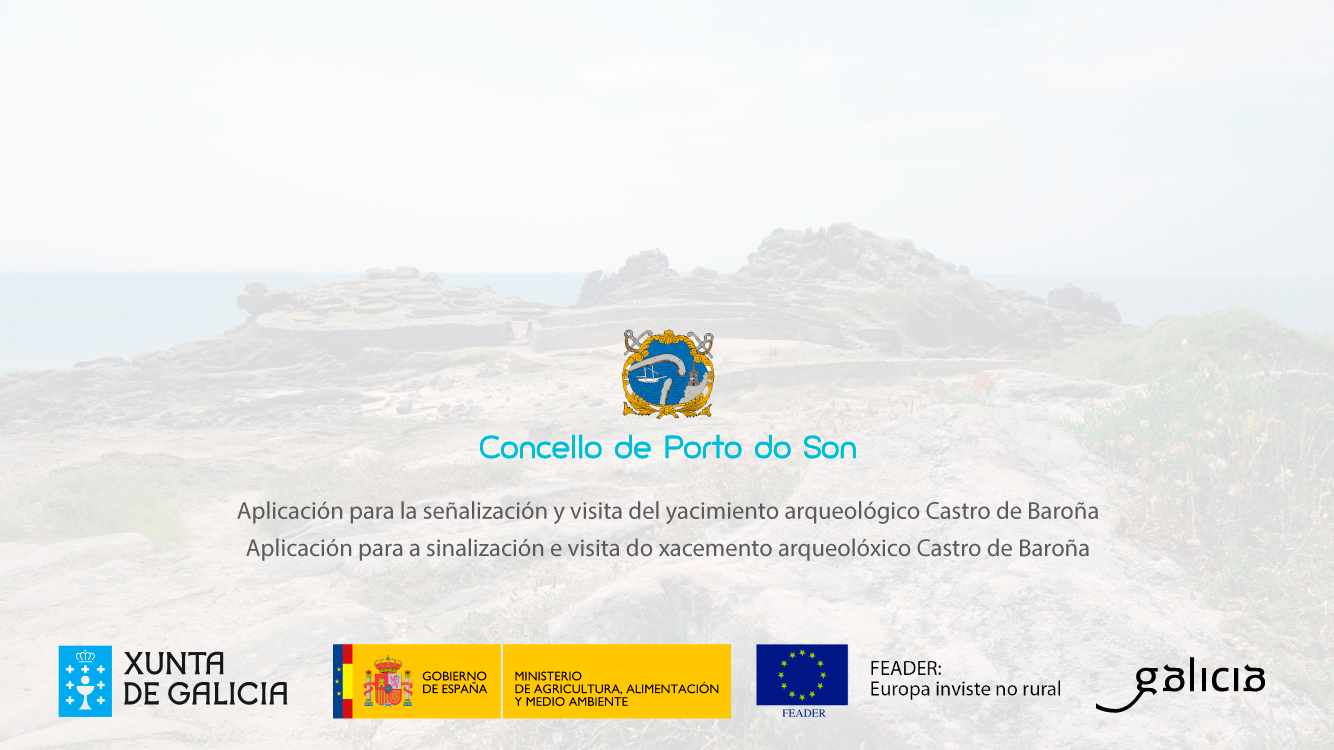 Concello de Porto do Son
Aplicación para la señalización y visita del yacimiento arqueológico Castro de Baroña
Aplicación para a sinalización e visita do xacemento arqueolóxico Castro de Baroña
XUNTA
DE GALICIA
GOBIERNO
DE ESPAÑA
MINISTERIO
DE AGRICULTURA, ALIMENTACIÓN
Y MEDIO AMBIENTE
FEADER
FEADER:
Europa inviste no rural
galicia